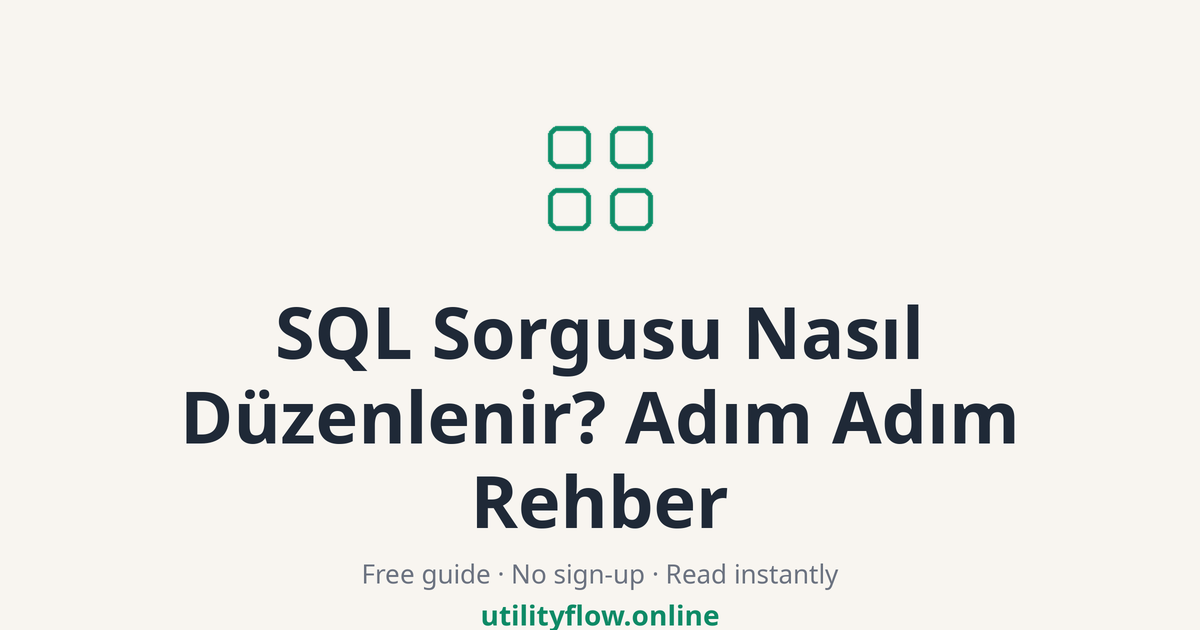 SQL Sorgusu Nasıl
Düzenlenir? Adım Adım
Rehber
Free guide · No sign-up · Read instantly
utilityflow.online